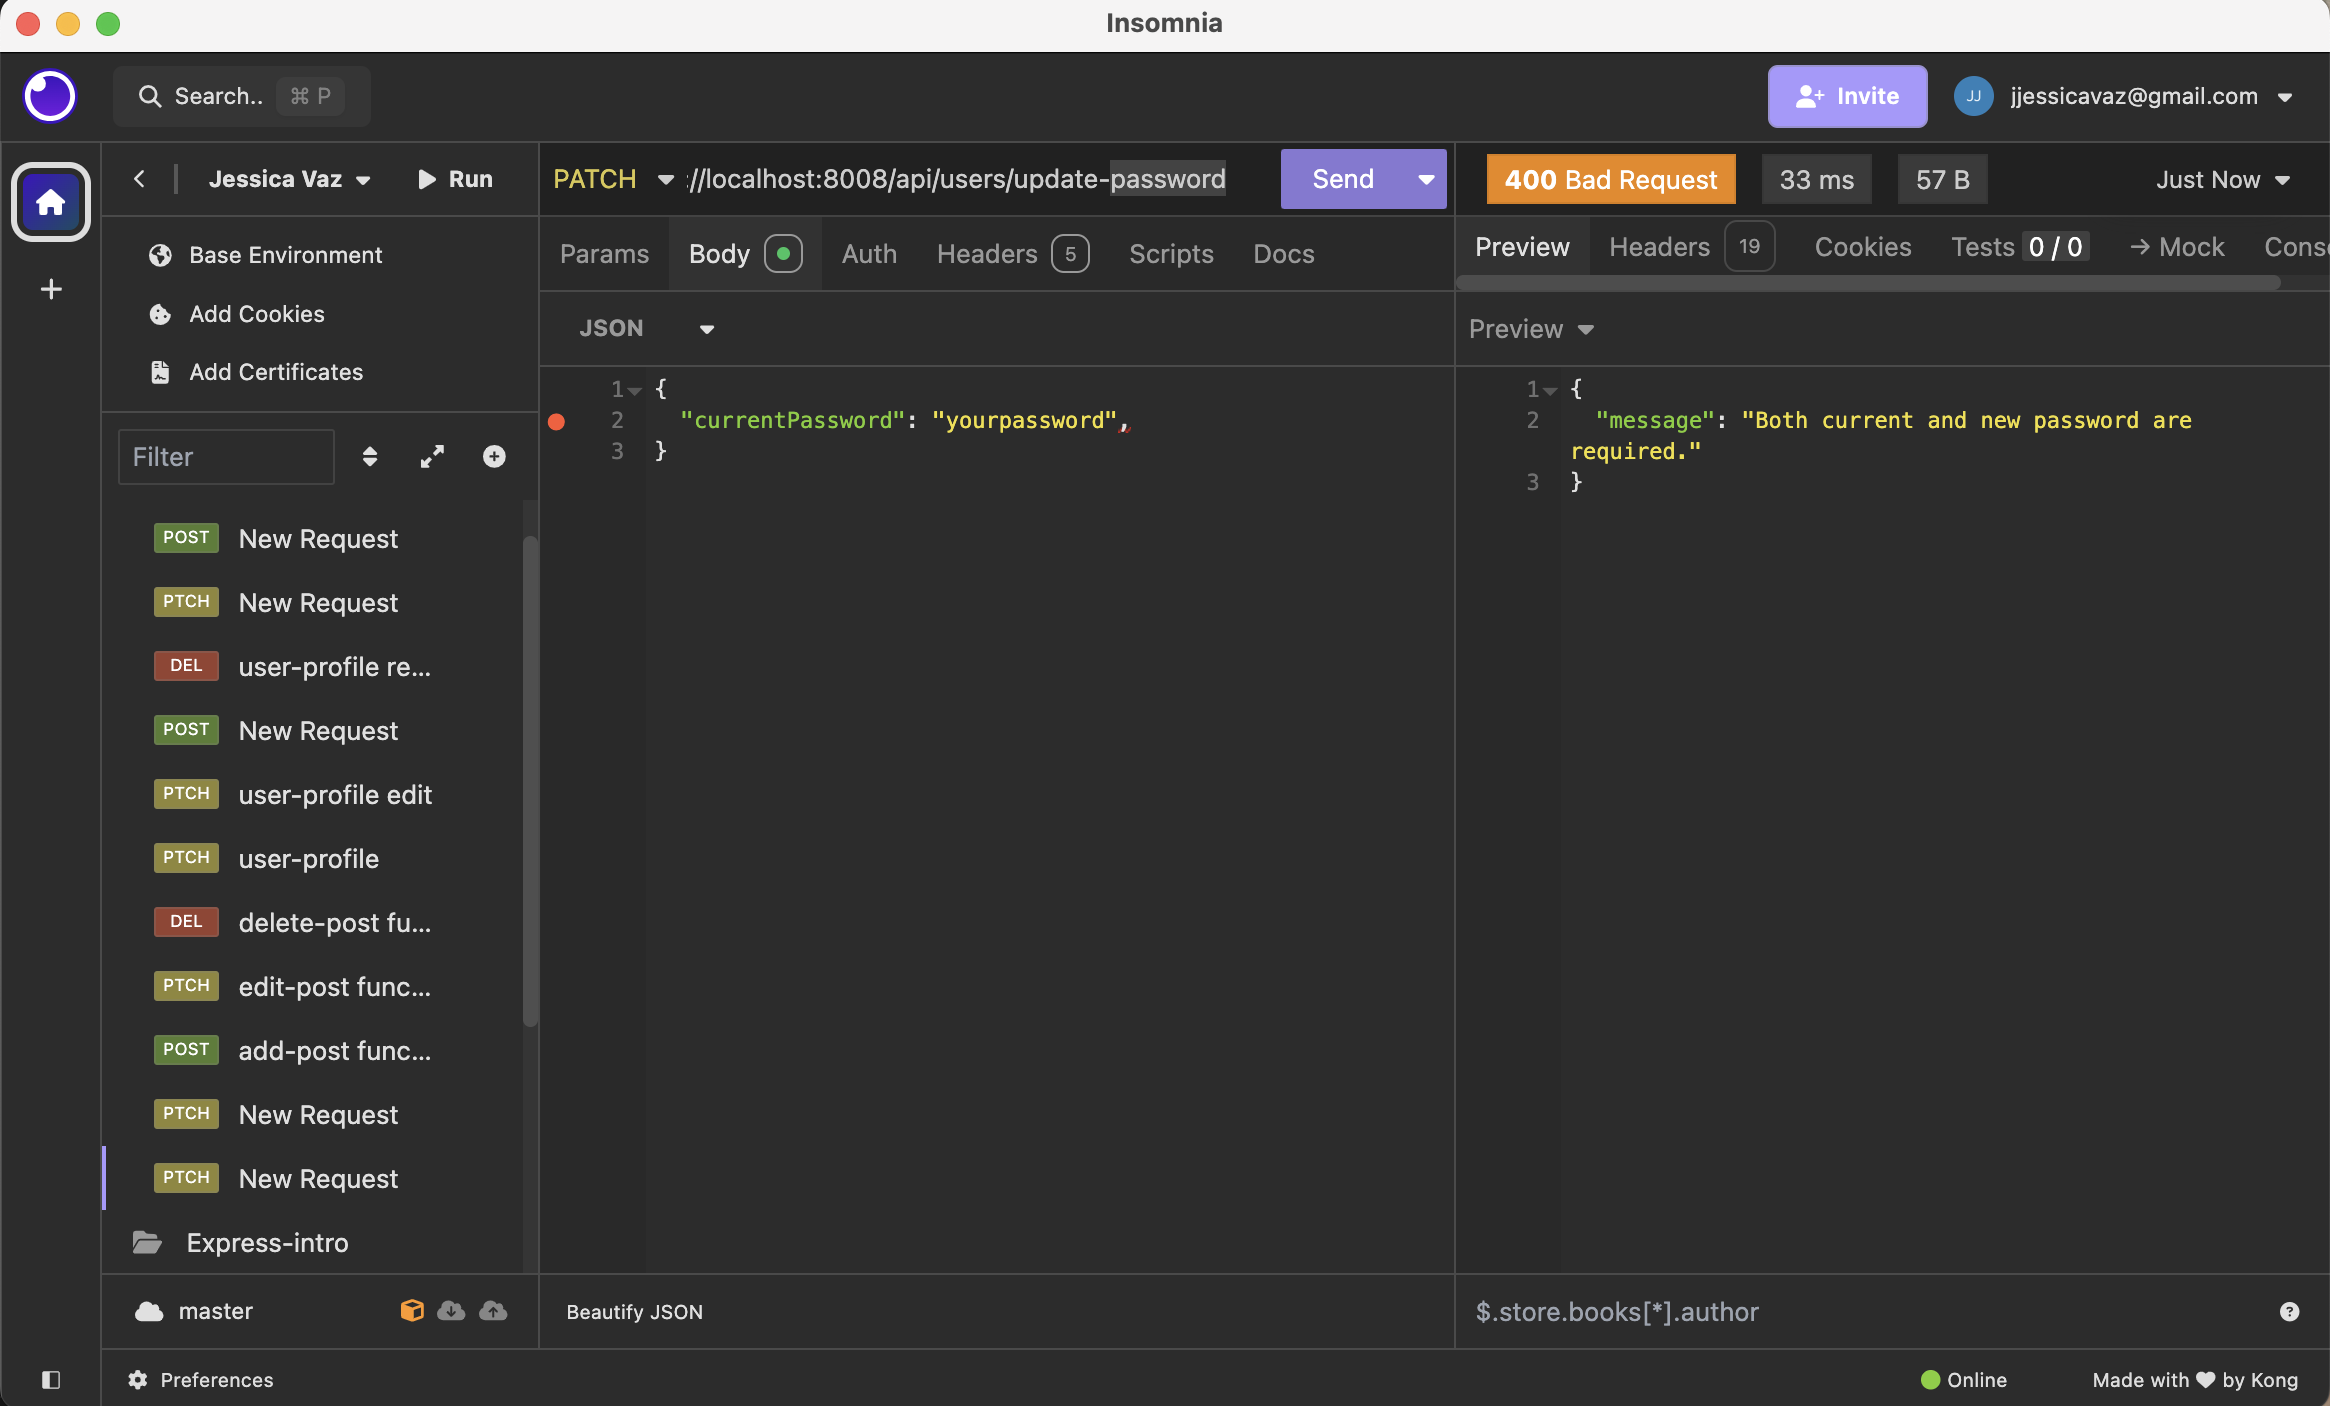 Insomnia
Search.. ⌘ P
Invite
JJ jjessicavaz@gmail.com
Jessica Vaz
Run
Base Environment
Add Cookies
Add Certificates
Filter
POST New Request
PTCH New Request
DEL user-profile re...
POST New Request
PTCH user-profile edit
PTCH user-profile
DEL delete-post fu...
PTCH edit-post func...
POST add-post func...
PTCH New Request
PTCH New Request
Express-intro
master
Preferences
PATCH ://localhost:8008/api/users/update-password Send
Params Body Auth Headers 5 Scripts Docs
JSON
1 {
2 "currentPassword": "yourpassword",
3 }
Beautify JSON
400 Bad Request 33 ms 57 B Just Now
Preview Headers 19 Cookies Tests 0 / 0 → Mock Cons
Preview
1 {
2 "message": "Both current and new password are
required."
3 }
$.store.books[*].author
Online
Made with ♥ by Kong